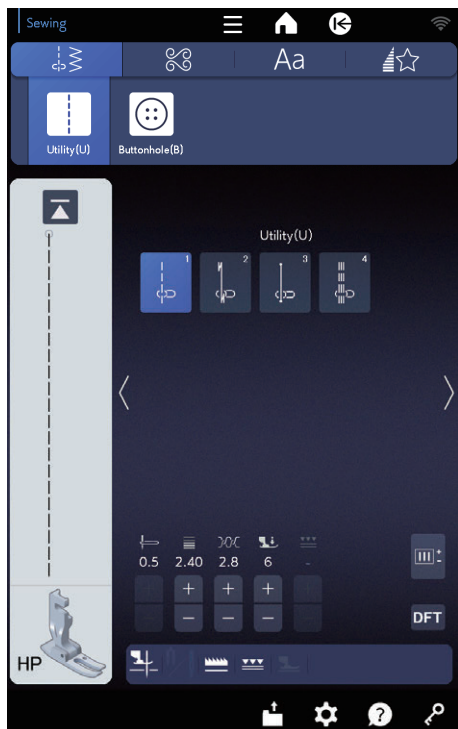 Sewing
Aa
Utility(U) Buttonhole(B)
Utility(U)
1 2 3 4
0.5 2.40 2.8 6 -
+ + +
- - -
DFT
HP